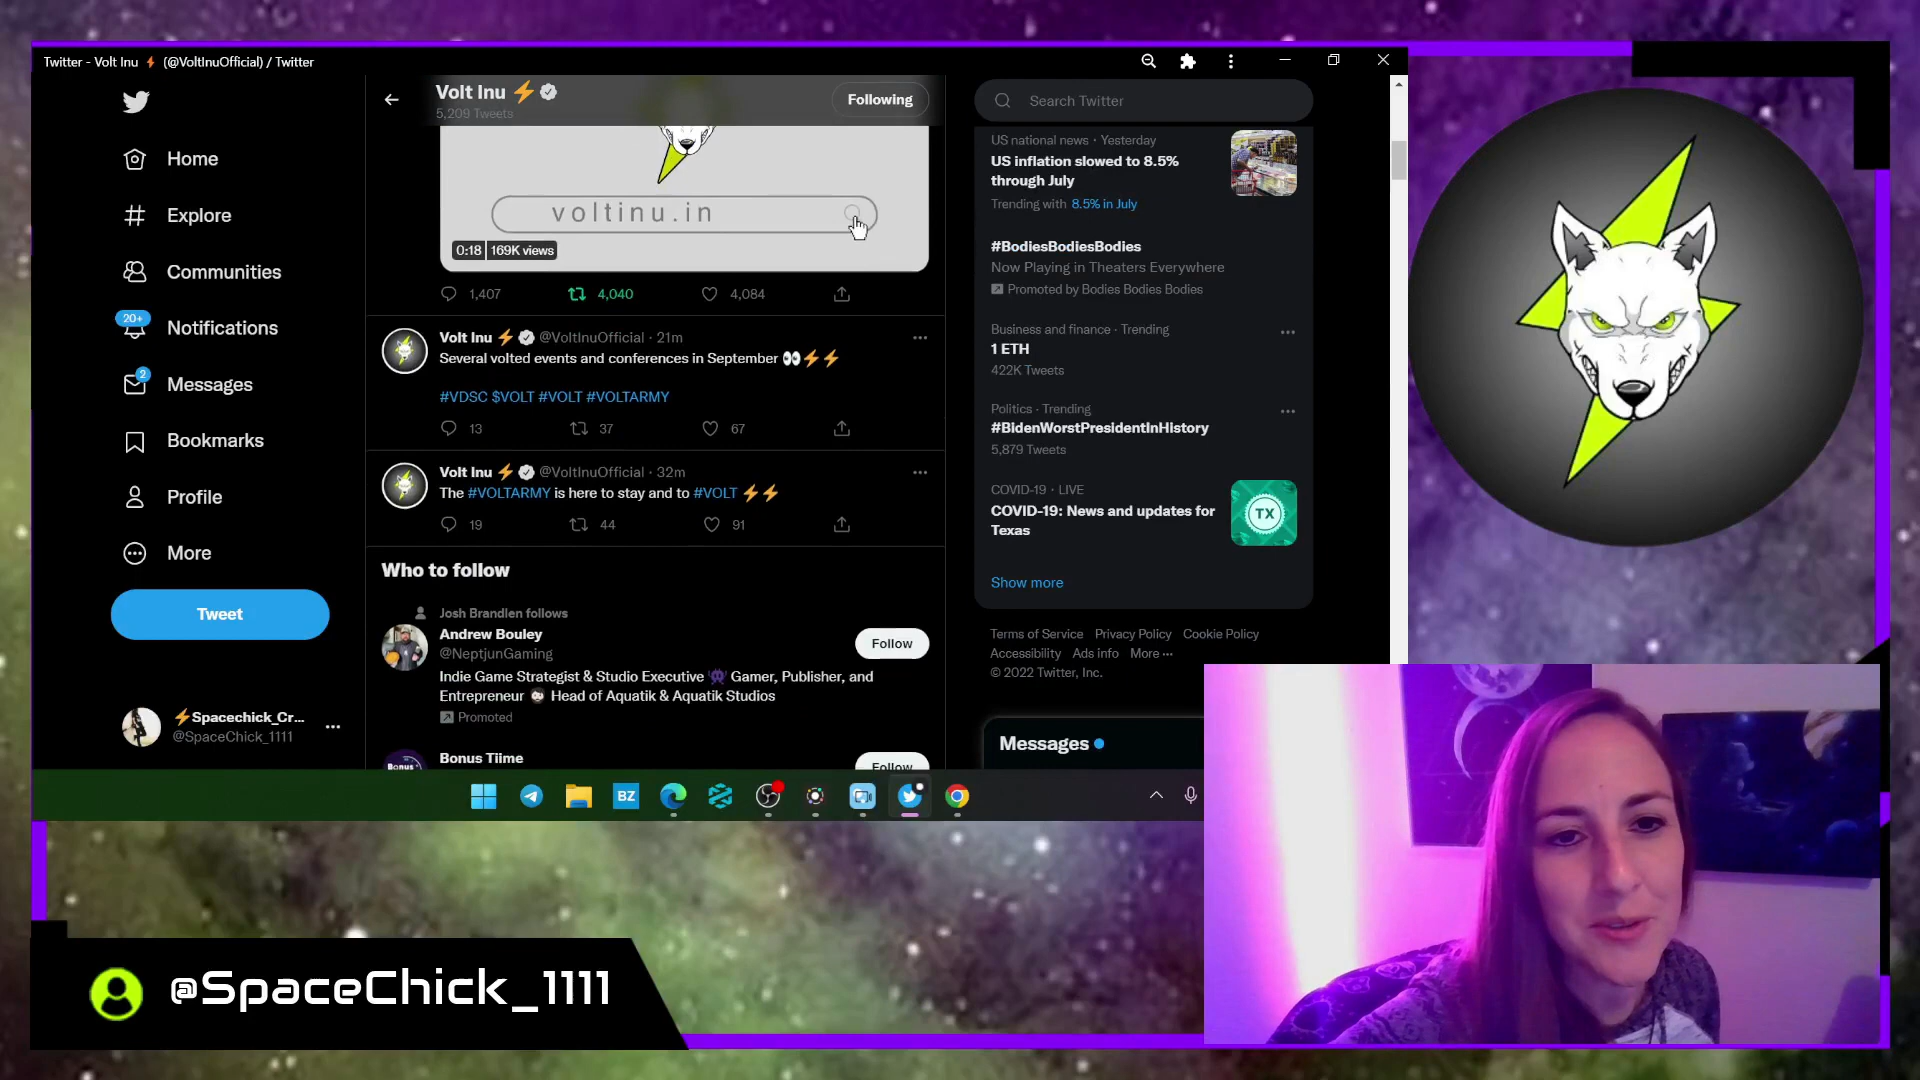 Twitter - Volt Inu ⚡ (@VoltInuOfficial) / Twitter
Home
Explore
Communities
20+
Notifications
2
Messages
Bookmarks
Profile
More
Tweet
⚡Spacechick_Cr...
@SpaceChick_1111
Volt Inu ⚡
5,209 Tweets
Following
voltinu.in
0:18 169K views
1,407 4,040 4,084
Volt Inu ⚡ @VoltInuOfficial · 21m
Several volted events and conferences in September 👀⚡⚡
#VDSC $VOLT #VOLT #VOLTARMY
13 37 67
Volt Inu ⚡ @VoltInuOfficial · 32m
The #VOLTARMY is here to stay and to #VOLT ⚡⚡
19 44 91
Who to follow
Josh Brandien follows
Andrew Bouley
@NeptjunGaming
Follow
Indie Game Strategist & Studio Executive 👾 Gamer, Publisher, and
Entrepreneur Head of Aquatik & Aquatik Studios
Promoted
Bonus Tiime
Follow
Search Twitter
US national news · Yesterday
US inflation slowed to 8.5%
through July
Trending with 8.5% in July
#BodiesBodiesBodies
Now Playing in Theaters Everywhere
Promoted by Bodies Bodies Bodies
Business and finance · Trending
1 ETH
422K Tweets
Politics · Trending
#BidenWorstPresidentInHistory
5,879 Tweets
COVID-19 · LIVE
COVID-19: News and updates for
Texas
TX
Show more
Terms of Service Privacy Policy Cookie Policy
Accessibility Ads info More ···
© 2022 Twitter, Inc.
Messages
BZ
@SpaceChick_1111